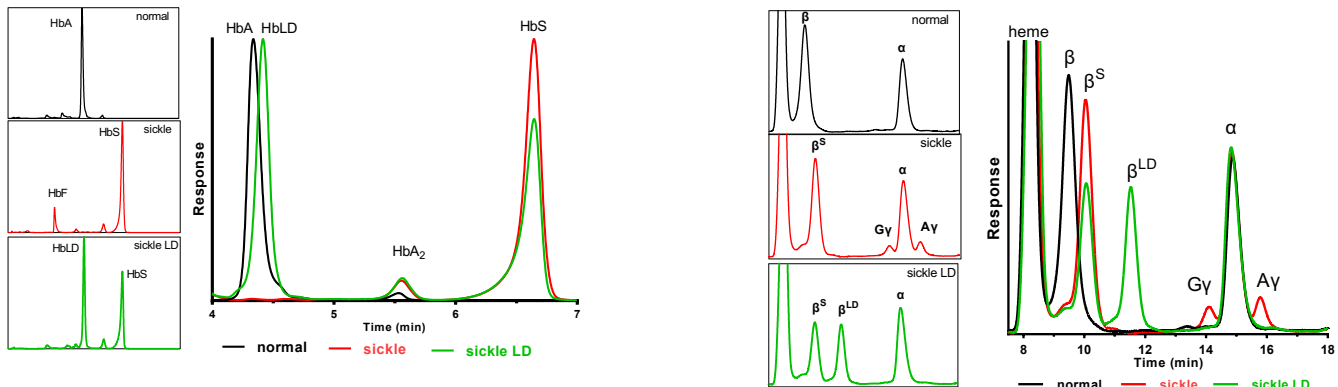 normal
HbA
sickle
HbS
HbF
sickle LD
HbLD
HbS
HbA HbLD
HbS
HbA₂
Response
4 5 6 7
Time (min)
normal sickle sickle LD
normal
β
α
sickle
βS
α
Gγ
Aγ
sickle LD
βS
βLD
α
heme
β
βS
βLD
α
Gγ
Aγ
Response
8 10 12 14 16 18
Time (min)
normal sickle sickle LD